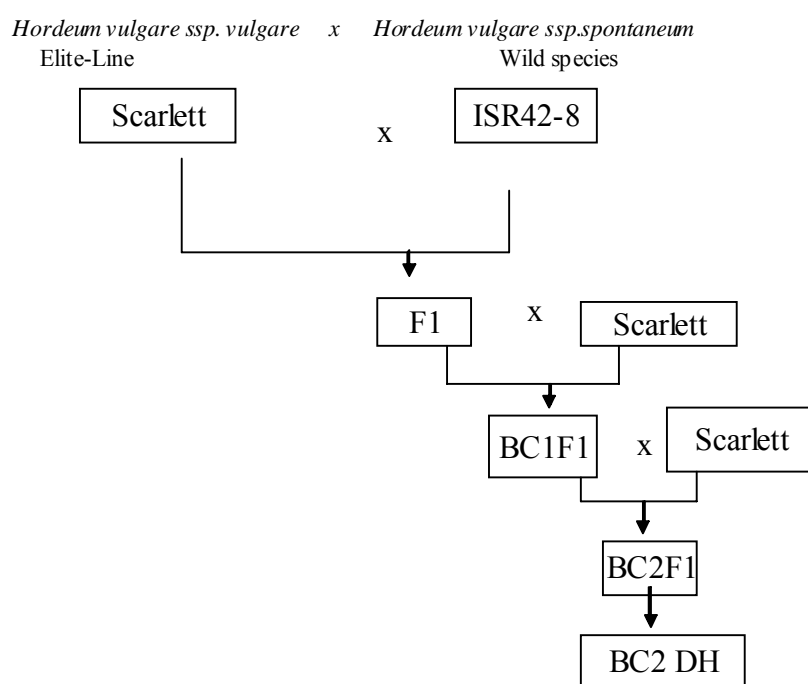 Hordeum vulgare ssp. vulgare x Hordeum vulgare ssp.spontaneum
Elite-Line Wild species
Scarlett x ISR42-8
F1 x Scarlett
BC1F1 x Scarlett
BC2F1
BC2 DH